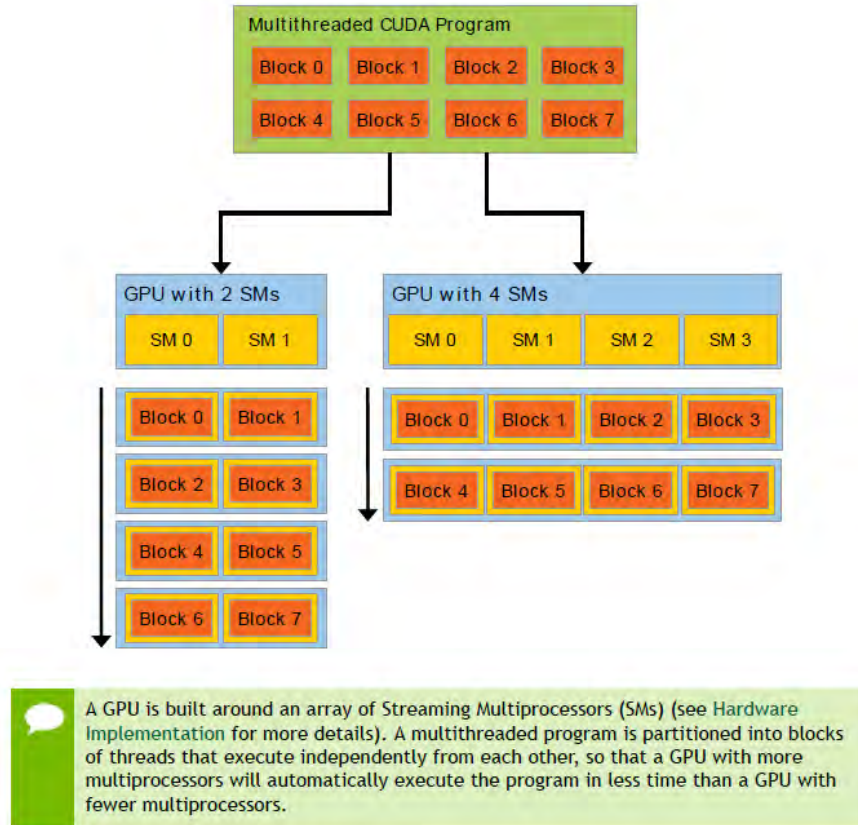 Multithreaded CUDA Program
Block 0 Block 1 Block 2 Block 3
Block 4 Block 5 Block 6 Block 7
GPU with 2 SMs
SM 0 SM 1
Block 0 Block 1
Block 2 Block 3
Block 4 Block 5
Block 6 Block 7
GPU with 4 SMs
SM 0 SM 1 SM 2 SM 3
Block 0 Block 1 Block 2 Block 3
Block 4 Block 5 Block 6 Block 7
A GPU is built around an array of Streaming Multiprocessors (SMs) (see Hardware
Implementation for more details). A multithreaded program is partitioned into blocks
of threads that execute independently from each other, so that a GPU with more
multiprocessors will automatically execute the program in less time than a GPU with
fewer multiprocessors.